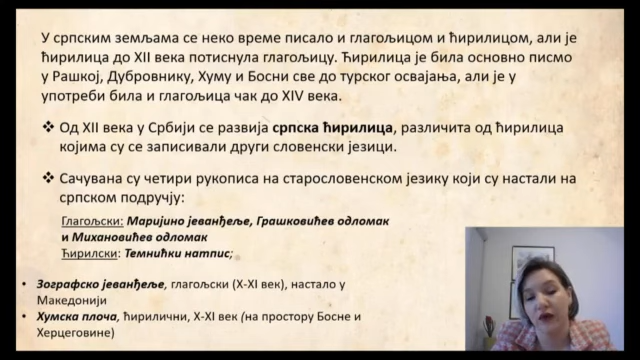 У српским земљама се неко време писало и глагољицом и ћирилицом, али је
ћирилица до XII века потиснула глагољицу. Ћирилица је била основно писмо
у Рашкој, Дубровнику, Хуму и Босни све до турског освајања, али је у
употреби била и глагољица чак до XIV века.
❖ Од XII века у Србији се развија српска ћирилица, различита од ћирилица
којима су се записивали други словенски језици.
❖ Сачувана су четири рукописа на старословенском језику који су настали на
српском подручју:
Глагољски: Маријино јеванђеље, Грашковићев одломак
и Михановићев одломак
Ћирилски: Темнићки натпис;
• Зографско јеванђеље, глагољски (X-XI век), настало у
Македонији
• Хумска плоча, ћирилични, X-XI век (на простору Босне и
Херцеговине)